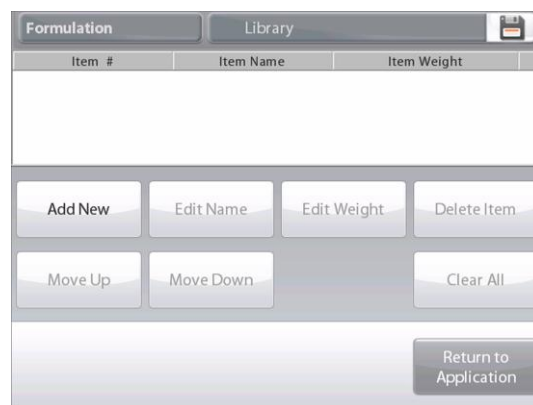 Formulation Library
Item # Item Name Item Weight
Add New Edit Name Edit Weight Delete Item
Move Up Move Down Clear All
Return to
Application